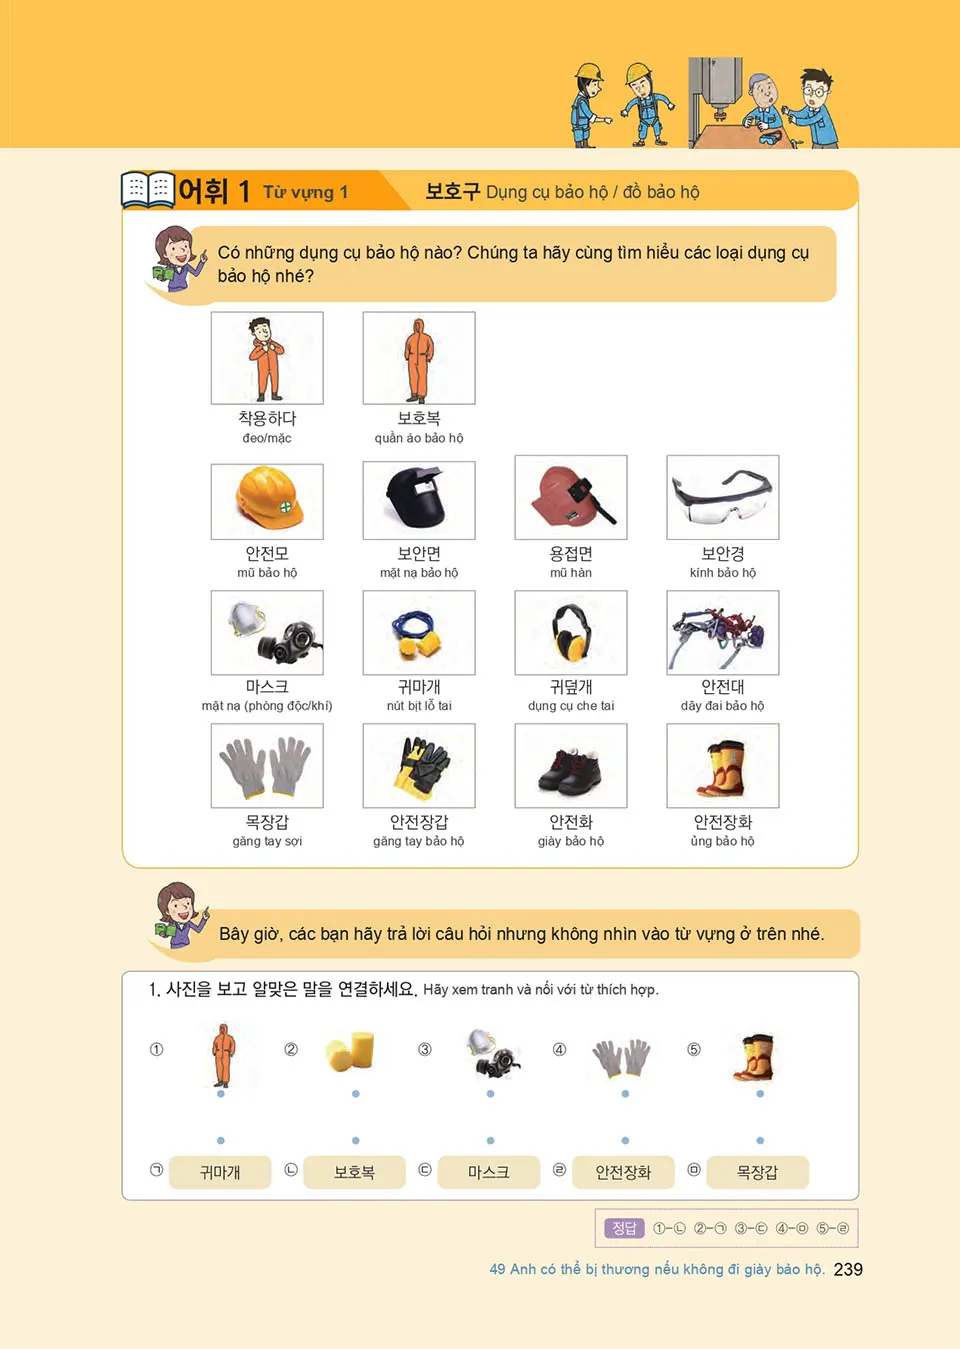 어휘 1 Từ vựng 1 보호구 Dụng cụ bảo hộ / đồ bảo hộ
Có những dụng cụ bảo hộ nào? Chúng ta hãy cùng tìm hiểu các loại dụng cụ
bảo hộ nhé?
착용하다 보호복
đeo/mặc quần áo bảo hộ
안전모 보안면 용접면 보안경
mũ bảo hộ mặt nạ bảo hộ mũ hàn kính bảo hộ
마스크 귀마개 귀덮개 안전대
mặt nạ (phòng độc/khí) nút bịt lỗ tai dụng cụ che tai dây đai bảo hộ
목장갑 안전장갑 안전화 안전장화
găng tay sợi găng tay bảo hộ giày bảo hộ ủng bảo hộ
Bây giờ, các bạn hãy trả lời câu hỏi nhưng không nhìn vào từ vựng ở trên nhé.
1. 사진을 보고 알맞은 말을 연결하세요. Hãy xem tranh và nối với từ thích hợp.
① ② ③ ④ ⑤
㉠ 귀마개 ㉡ 보호복 ㉢ 마스크 ㉣ 안전장화 ㉤ 목장갑
정답 ①-㉡ ②-㉠ ③-㉢ ④-㉤ ⑤-㉣
49 Anh có thể bị thương nếu không đi giày bảo hộ. 239